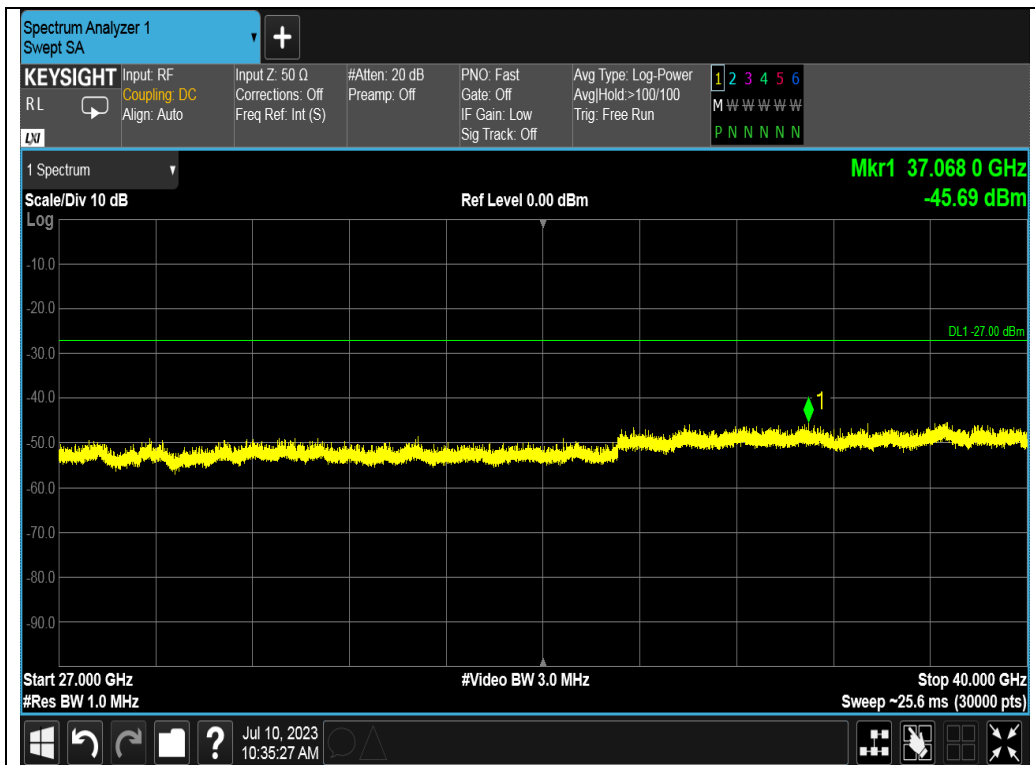 Spectrum Analyzer 1
Swept SA
KEYSIGHT
RL
LXI
Input: RF
Coupling: DC
Align: Auto
Input Z: 50 Ω
Corrections: Off
Freq Ref: Int (S)
#Atten: 20 dB
Preamp: Off
PNO: Fast
Gate: Off
IF Gain: Low
Sig Track: Off
Avg Type: Log-Power
Avg|Hold:>100/100
Trig: Free Run
1 2 3 4 5 6
M W W W W W
P N N N N N
1 Spectrum
Mkr1 37.068 0 GHz
Scale/Div 10 dB
Ref Level 0.00 dBm
-45.69 dBm
Log
-10.0
-20.0
DL1 -27.00 dBm
-30.0
-40.0
1
-50.0
-60.0
-70.0
-80.0
-90.0
Start 27.000 GHz
#Video BW 3.0 MHz
Stop 40.000 GHz
#Res BW 1.0 MHz
Sweep ~25.6 ms (30000 pts)
?
Jul 10, 2023
10:35:27 AM